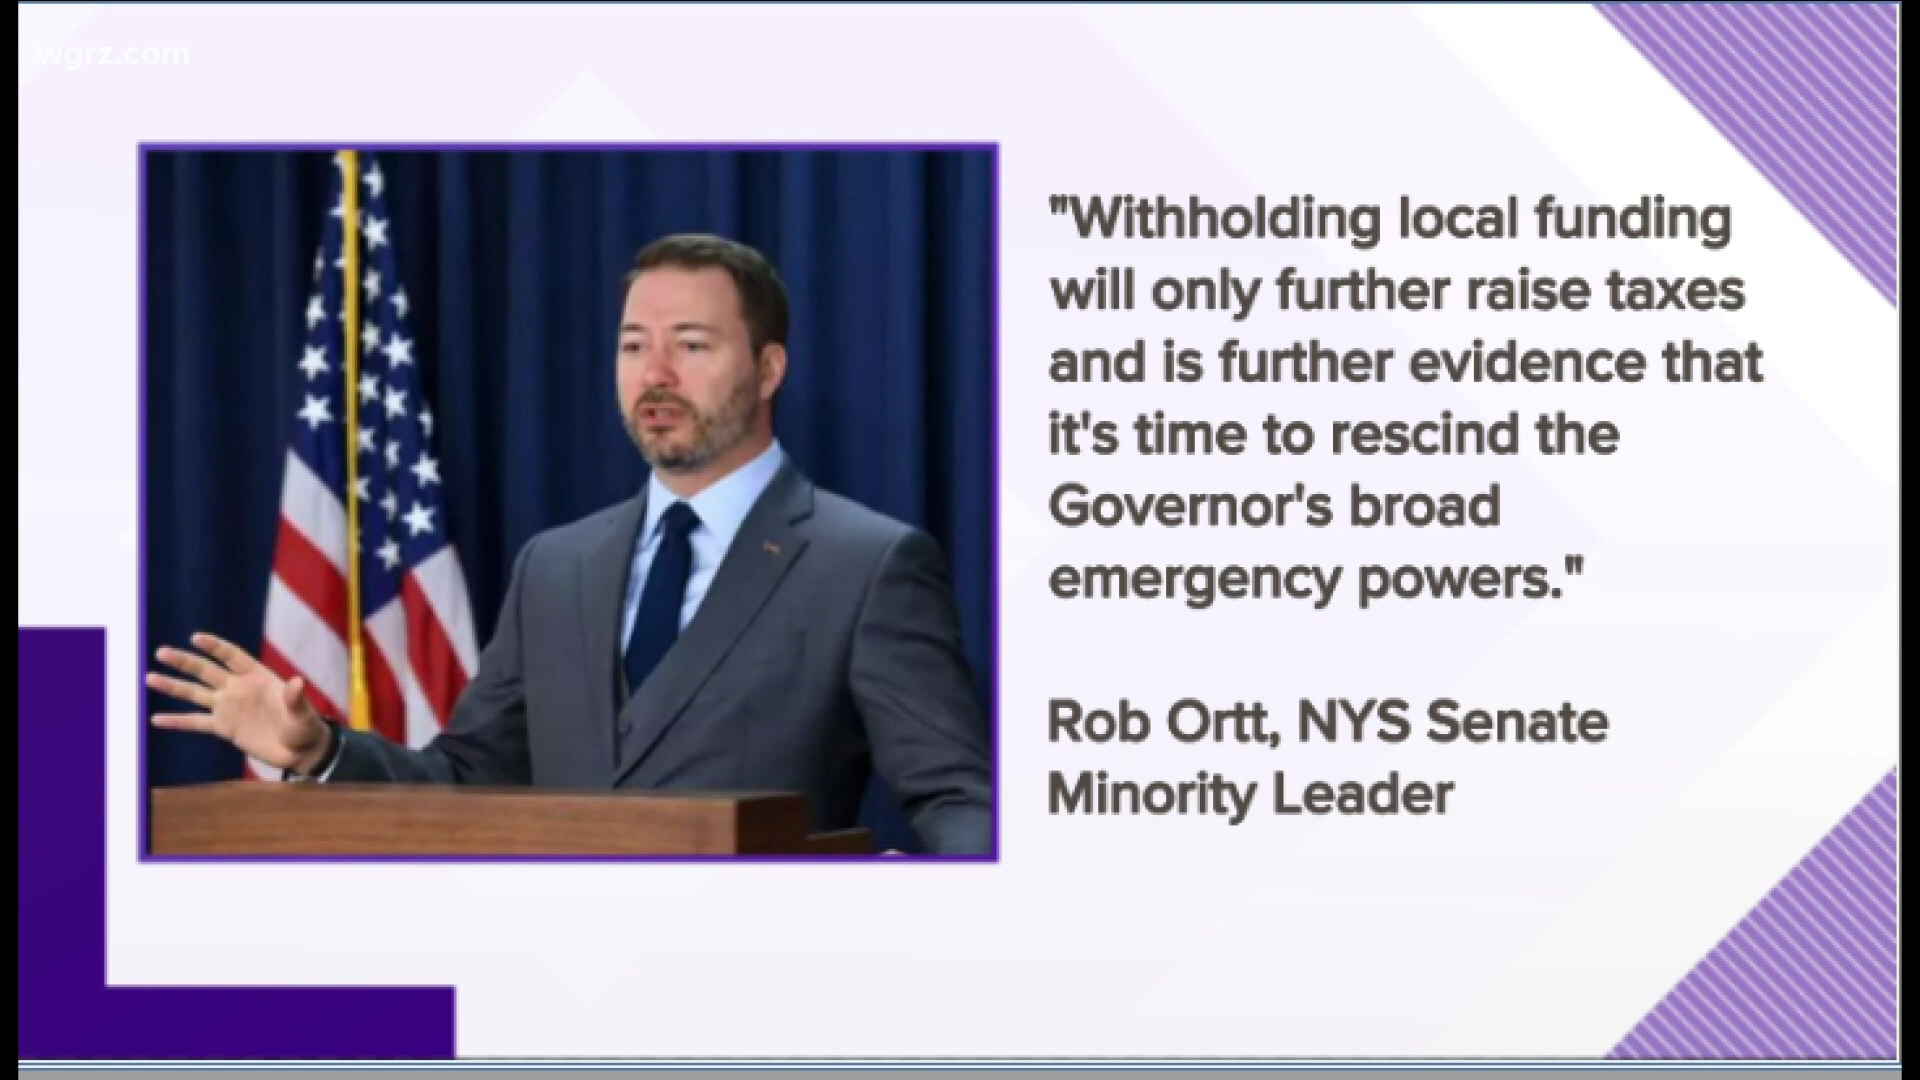 wgrz.com
"Withholding local funding
will only further raise taxes
and is further evidence that
it's time to rescind the
Governor's broad
emergency powers."
Rob Ortt, NYS Senate
Minority Leader